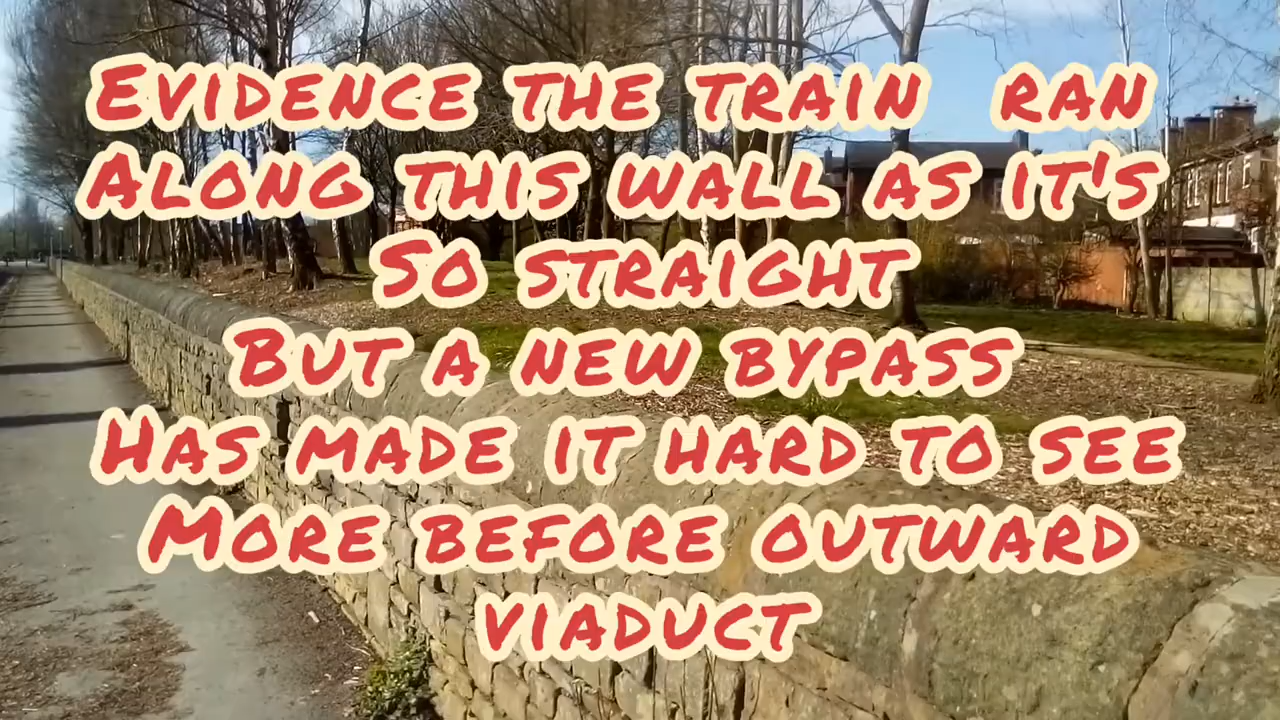 Evidence the train ran
Along this wall as it's
So straight
But a new bypass
Has made it hard to see
More before outward
viaduct